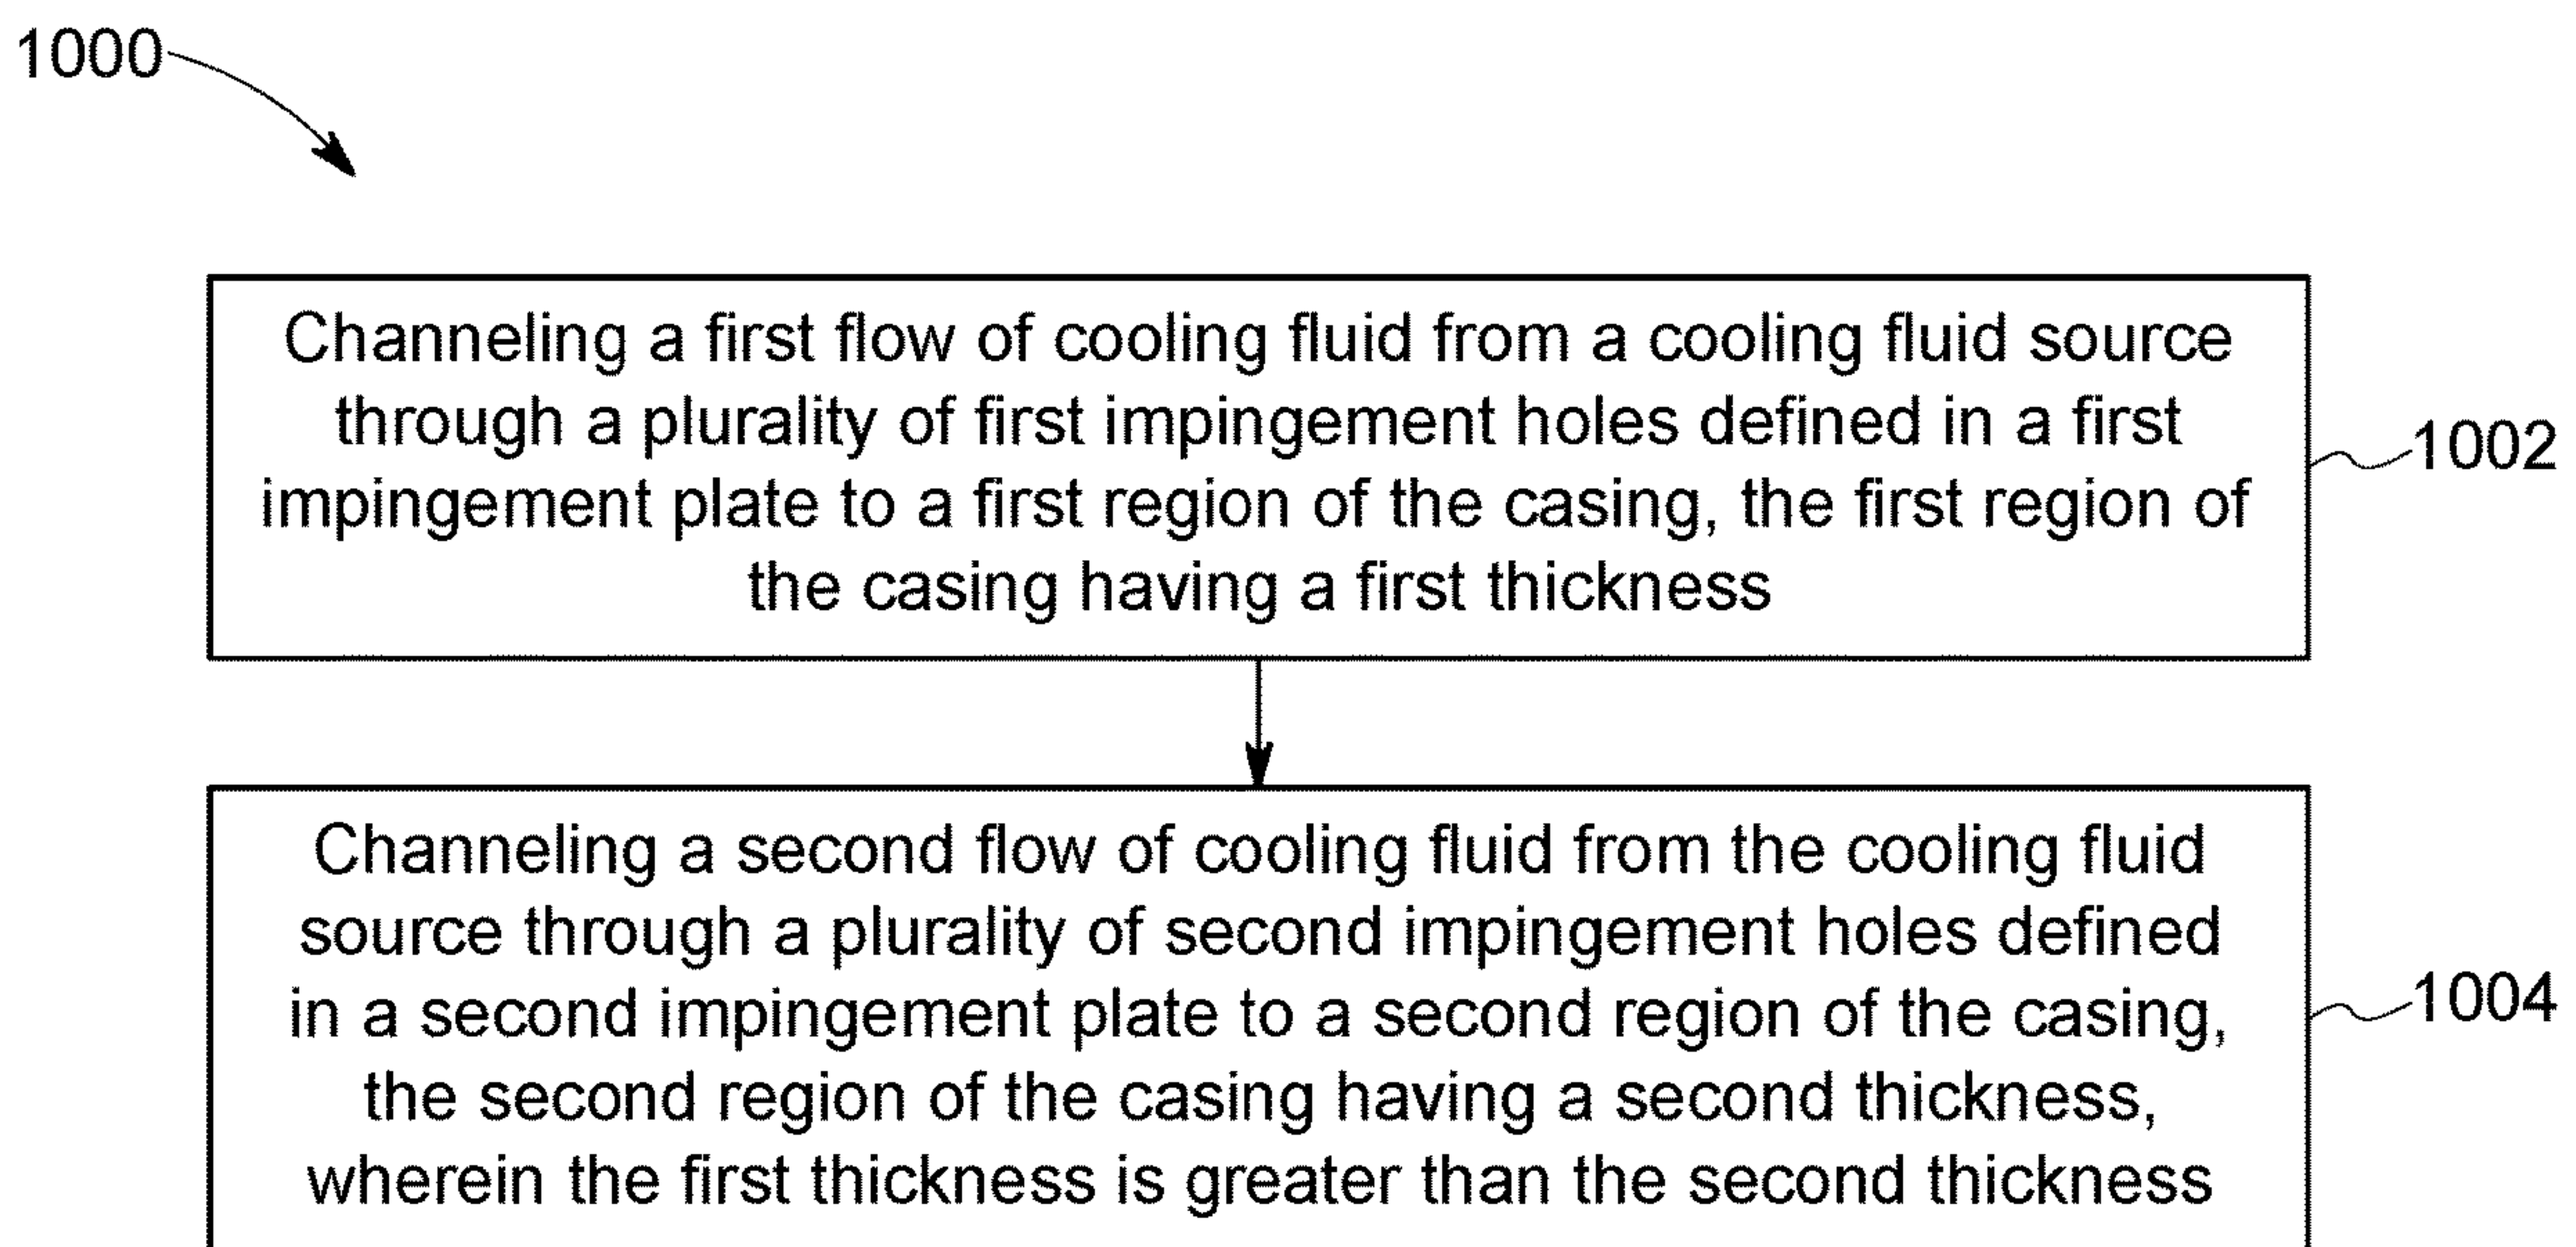 1000
Channeling a first flow of cooling fluid from a cooling fluid source
through a plurality of first impingement holes defined in a first
impingement plate to a first region of the casing, the first region of
the casing having a first thickness
1002
Channeling a second flow of cooling fluid from the cooling fluid
source through a plurality of second impingement holes defined
in a second impingement plate to a second region of the casing,
the second region of the casing having a second thickness,
wherein the first thickness is greater than the second thickness
1004